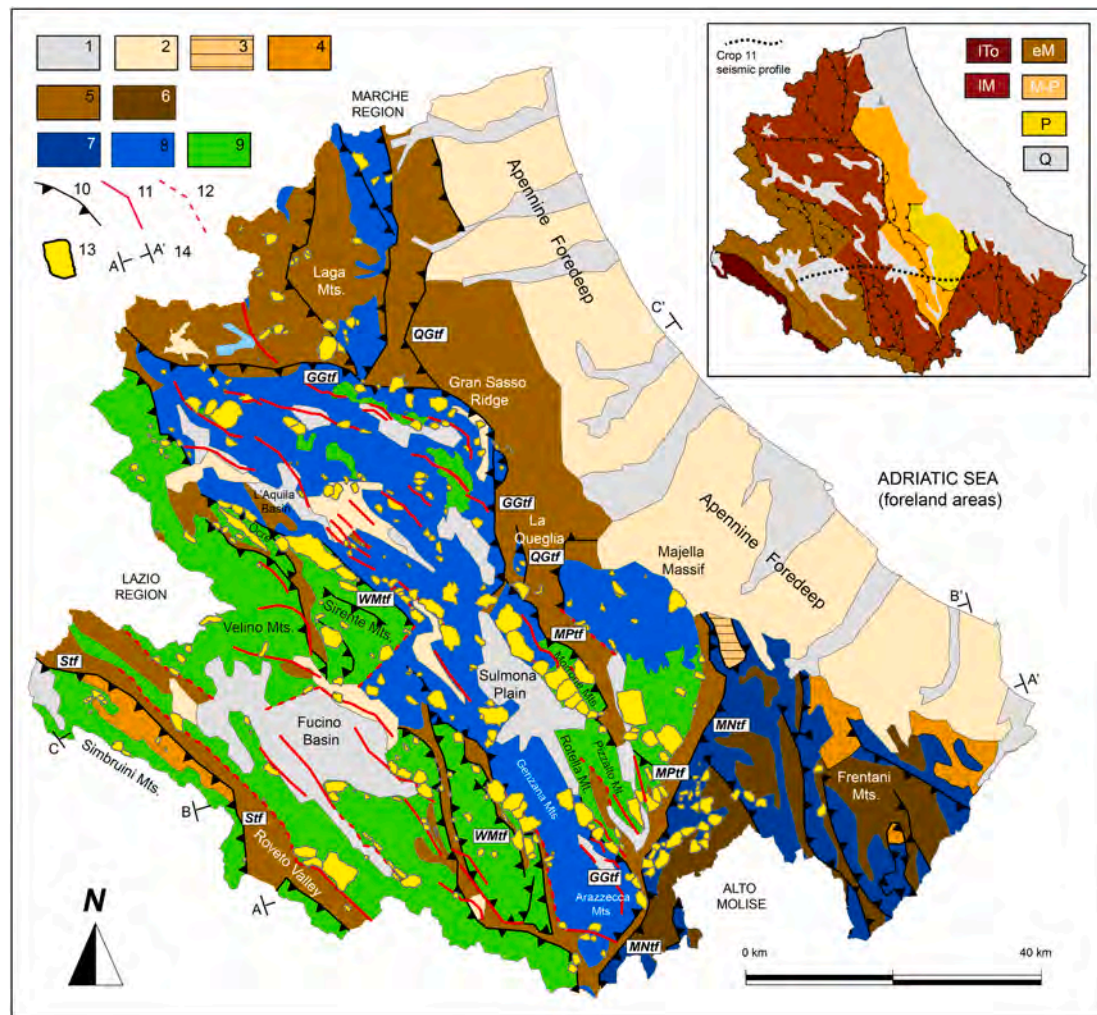 1
2
3
4
5
6
7
8
9
10
11
12
13
A
A'
14
Crop 11
seismic profile
lTo
eM
lM
M-P
P
Q
MARCHE
REGION
Apennine Foredeep
Laga
Mts.
C'
QGtf
GGtf
Gran Sasso
Ridge
ADRIATIC SEA
(foreland areas)
GGtf
L'Aquila
Basin
La
Queglia
Apennine Foredeep
Ocre
QGtf
Majella
Massif
LAZIO
REGION
WMtf
Sirente Mts.
B'
Velino Mts.
MPtf
Morrone Mts.
Stf
Sulmona
Plain
A'
Fucino
Basin
MNtf
C
Simbruini Mts.
Genzana Mts
Rotella Mt.
Pizzalto Mt.
MPtf
Frentani
Mts.
B
Stf
WMtf
Roveto Valley
GGtf
ALTO
MOLISE
A
Arazzecca
Mts
N
MNtf
0 km
40 km